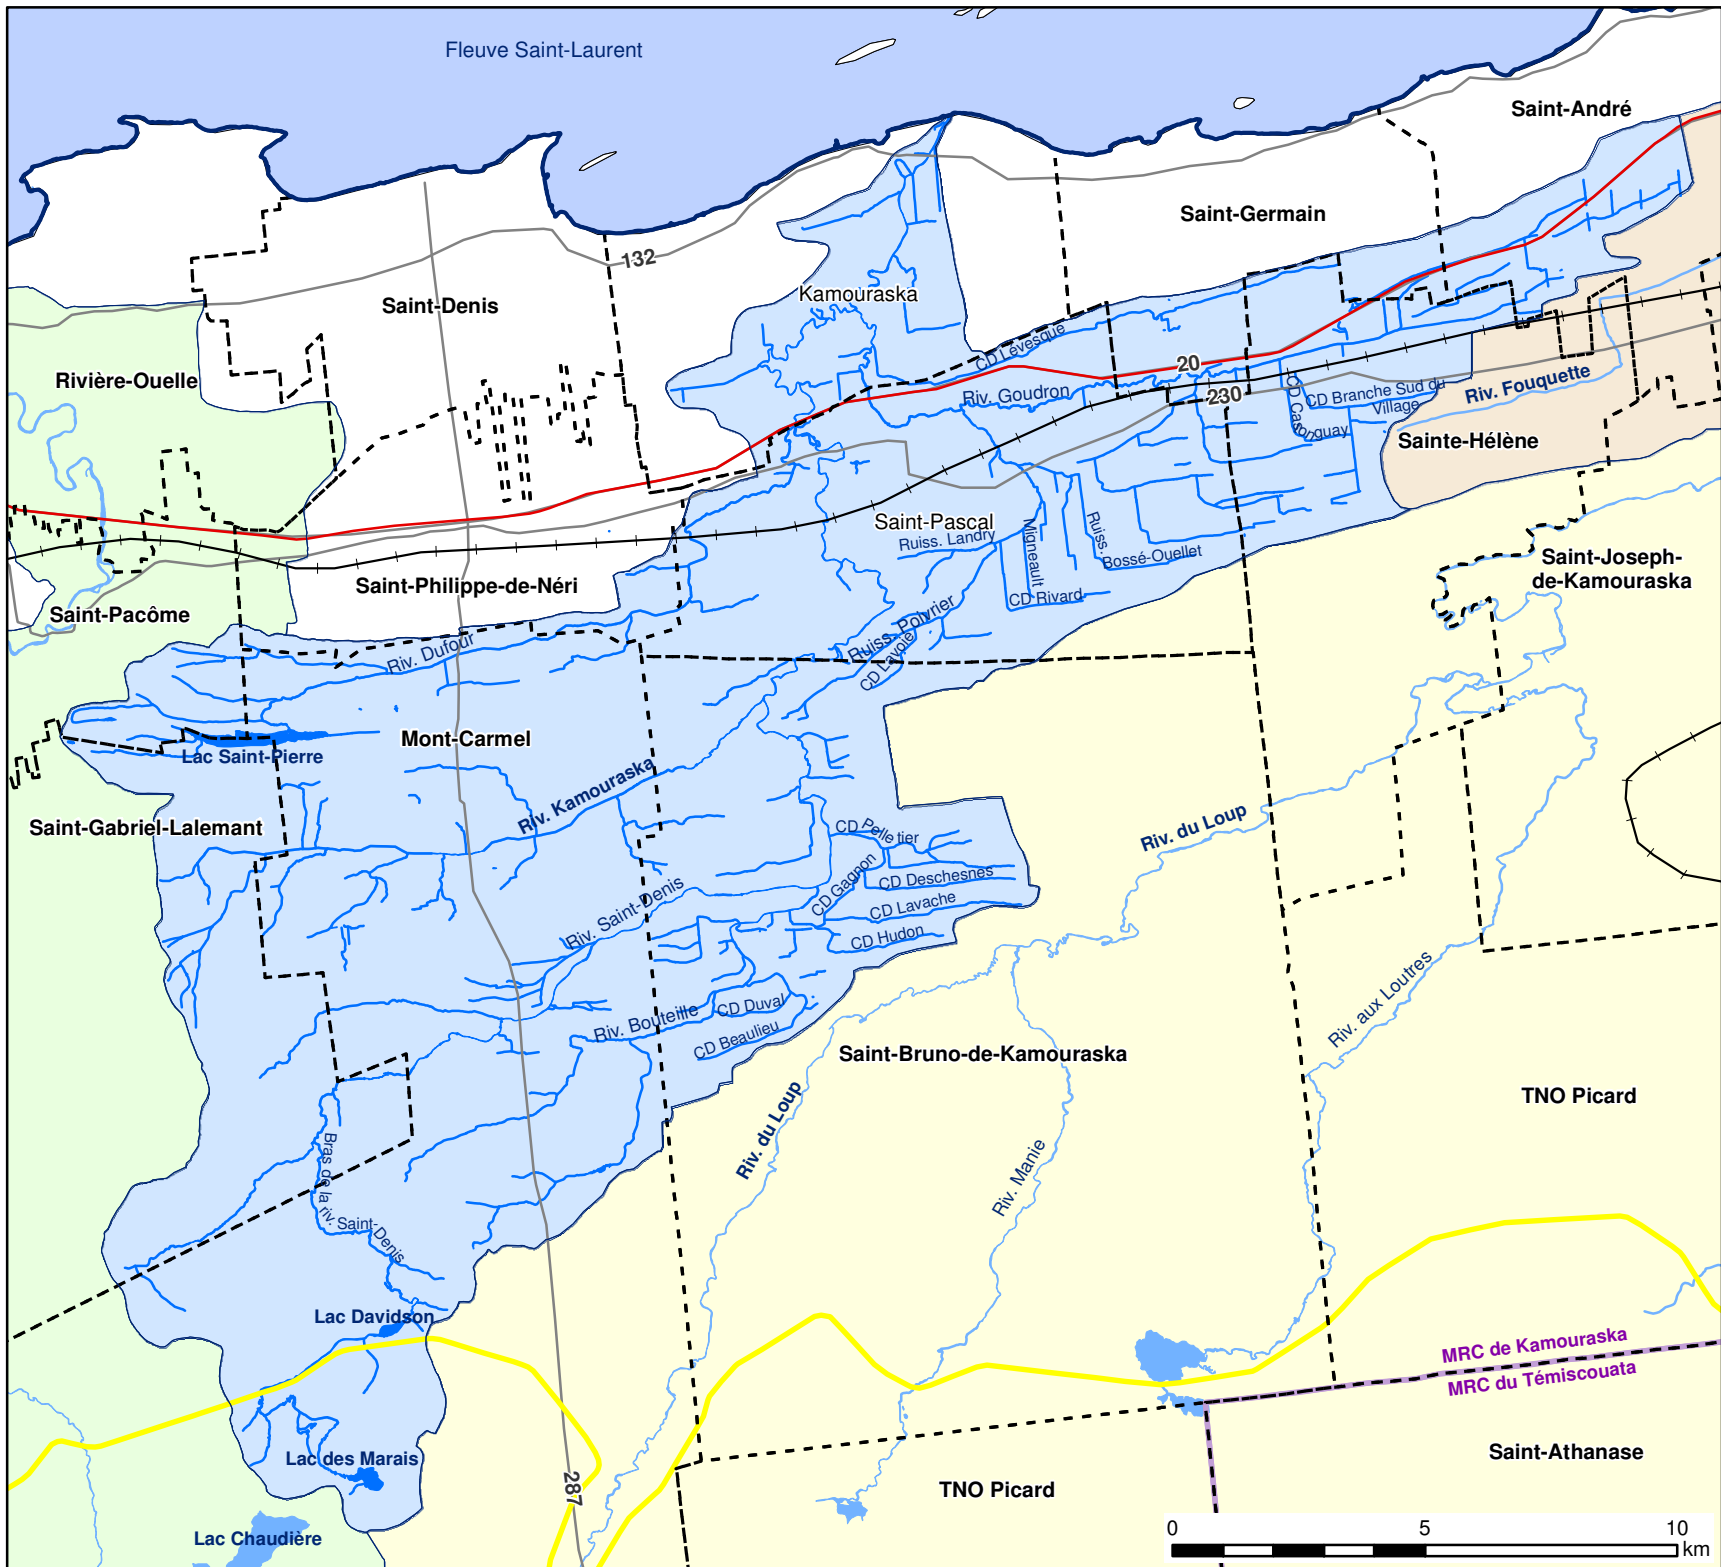 Fleuve Saint-Laurent
Saint-André
Saint-Germain
132
Kamouraska
Saint-Denis
CD Lévesque
20
Rivière-Ouelle
Riv. Goudron
230
CD Branche Sud du
Village
Riv. Fouquette
CD Casonguay
Sainte-Hélène
Saint-Pascal
Ruiss. Landry
Migneault
Ruiss.
Bossé-Ouellet
Saint-Joseph-
de-Kamouraska
Saint-Philippe-de-Néri
CD Rivard
Saint-Pacôme
Ruiss. Poivrier
Riv. Dufour
CD Lavoie
Mont-Carmel
Lac Saint-Pierre
Riv. Kamouraska
Saint-Gabriel-Lalemant
CD Pelletier
Riv. du Loup
CD Gagnon
CD Deschesnes
Riv. Saint-Denis
CD Lavache
CD Hudon
Riv. aux Loutres
Riv. Bouteille
CD Duval
CD Beaulieu
Saint-Bruno-de-Kamouraska
TNO Picard
Riv. du Loup
Riv. Manie
Bras de la riv. Saint-Denis
Lac Davidson
MRC de Kamouraska
MRC du Témiscouata
Lac des Marais
Saint-Athanase
287
TNO Picard
Lac Chaudière
0 5 10
km